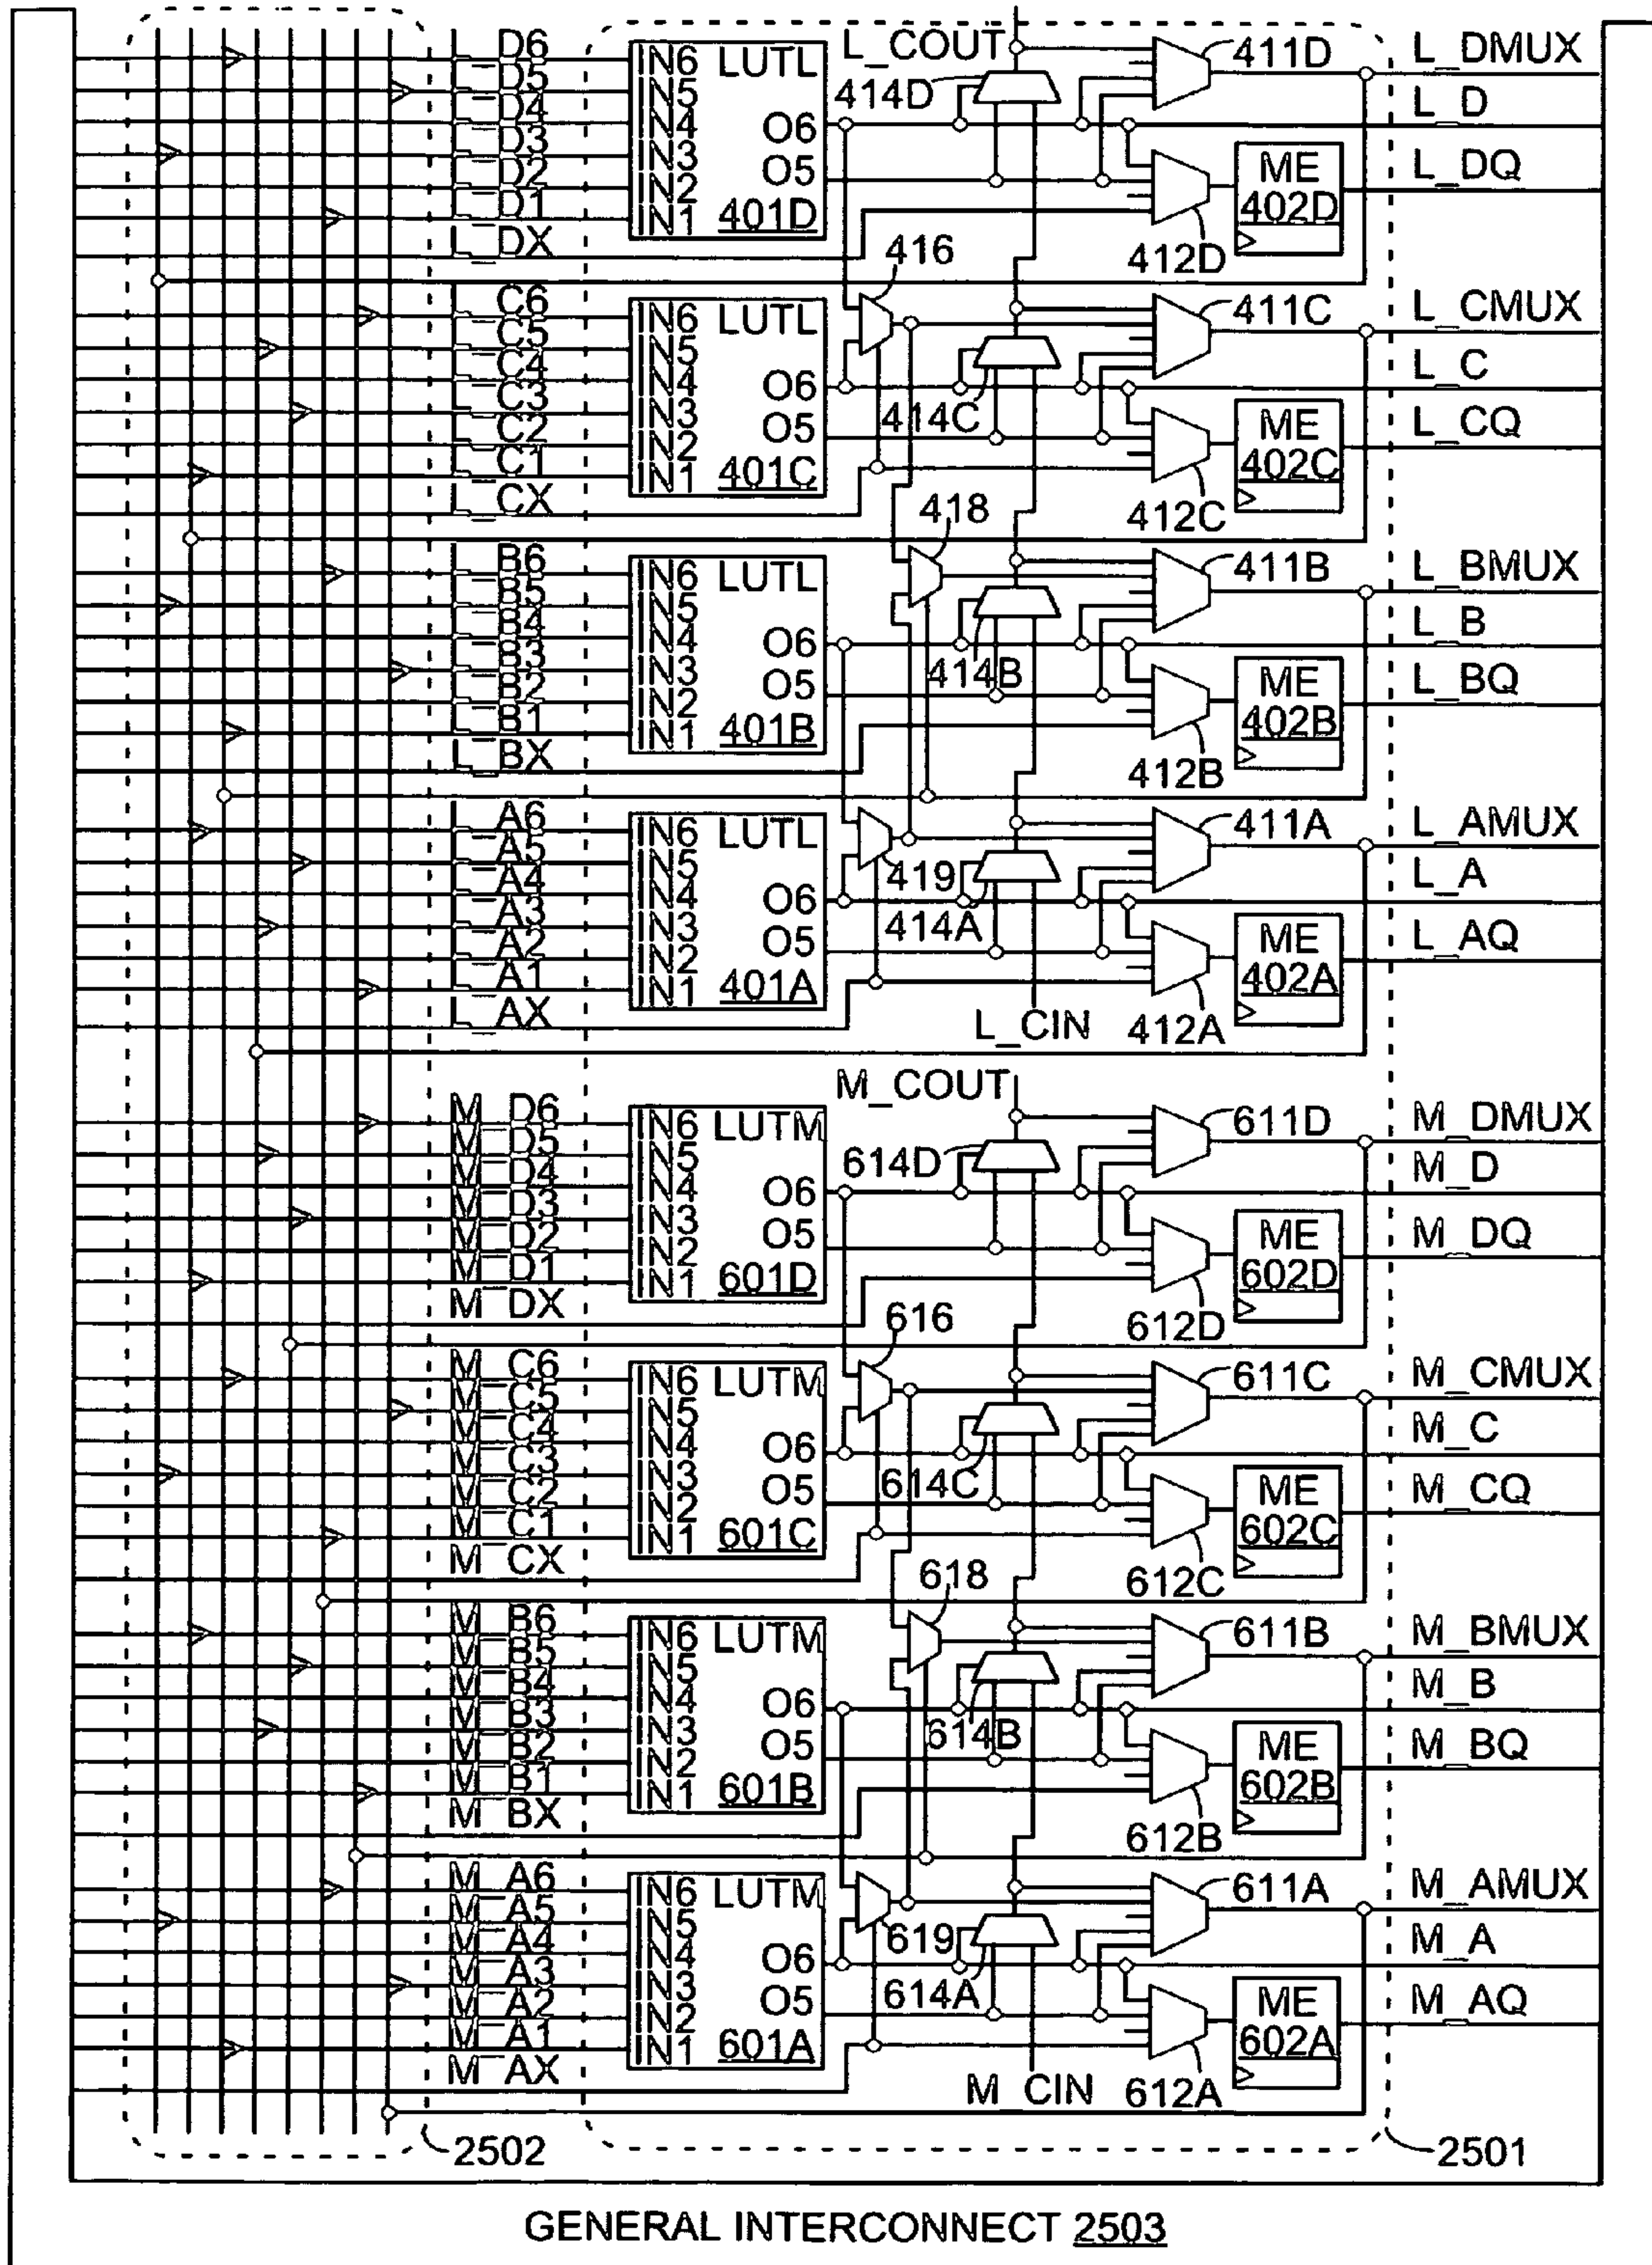 L_D6 IN6 LUTL L_COUT 411D L_DMUX
L_D5 IN5 414D L_D
L_D4 IN4 O6
L_D3 IN3 ME L_DQ
L_D2 IN2 O5 402D
L_D1 IN1 401D
L_DX 416 412D
L_C6 IN6 LUTL 411C L_CMUX
L_C5 IN5
L_C4 IN4 O6 L_C
L_C3 IN3 414C ME L_CQ
L_C2 IN2 O5 402C
L_C1 IN1 401C
L_CX 418 412C
L_B6 IN6 LUTL 411B L_BMUX
L_B5 IN5
L_B4 IN4 O6 L_B
L_B3 IN3 414B ME L_BQ
L_B2 IN2 O5 402B
L_B1 IN1 401B
L_BX 412B
L_A6 IN6 LUTL 411A L_AMUX
L_A5 IN5 419
L_A4 IN4 O6 L_A
L_A3 IN3 414A ME L_AQ
L_A2 IN2 O5 402A
L_A1 IN1 401A
L_AX L_CIN 412A
M_COUT
M_D6 IN6 LUTM 611D M_DMUX
M_D5 IN5 614D
M_D4 IN4 O6 M_D
M_D3 IN3 ME M_DQ
M_D2 IN2 O5 602D
M_D1 IN1 601D
M_DX 616 612D
M_C6 IN6 LUTM 611C M_CMUX
M_C5 IN5
M_C4 IN4 O6 M_C
M_C3 IN3 614C ME M_CQ
M_C2 IN2 O5 602C
M_C1 IN1 601C
M_CX 618 612C
M_B6 IN6 LUTM 611B M_BMUX
M_B5 IN5
M_B4 IN4 O6 M_B
M_B3 IN3 614B ME M_BQ
M_B2 IN2 O5 602B
M_B1 IN1 601B
M_BX 612B
M_A6 IN6 LUTM 611A M_AMUX
M_A5 IN5 619
M_A4 IN4 O6 M_A
M_A3 IN3 614A ME M_AQ
M_A2 IN2 O5 602A
M_A1 IN1 601A
M_AX M_CIN 612A
2502 2501
GENERAL INTERCONNECT 2503